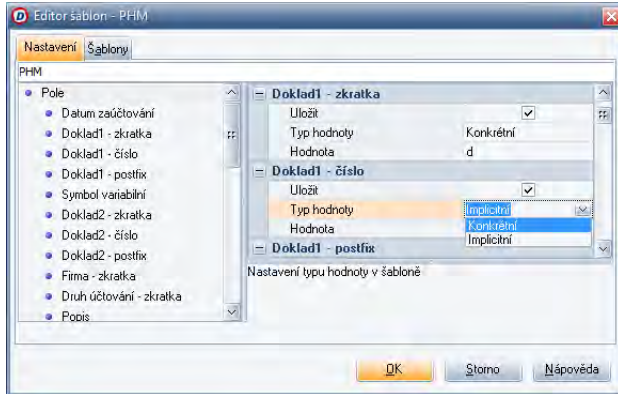 Editor šablon - PHM
Nastavení Šablony
PHM
Pole
Datum zaúčtování
Doklad1 - zkratka
Doklad1 - číslo
Doklad1 - postfix
Symbol variabilní
Doklad2 - zkratka
Doklad2 - číslo
Doklad2 - postfix
Firma - zkratka
Druh účtování - zkratka
Popis
Doklad1 - zkratka
Uložit
Typ hodnoty Konkrétní
Hodnota d
Doklad1 - číslo
Uložit
Typ hodnoty Implicitní
Konkrétní
Hodnota
Implicitní
Doklad1 - postfix
Nastavení typu hodnoty v šabloně
OK Storno Nápověda